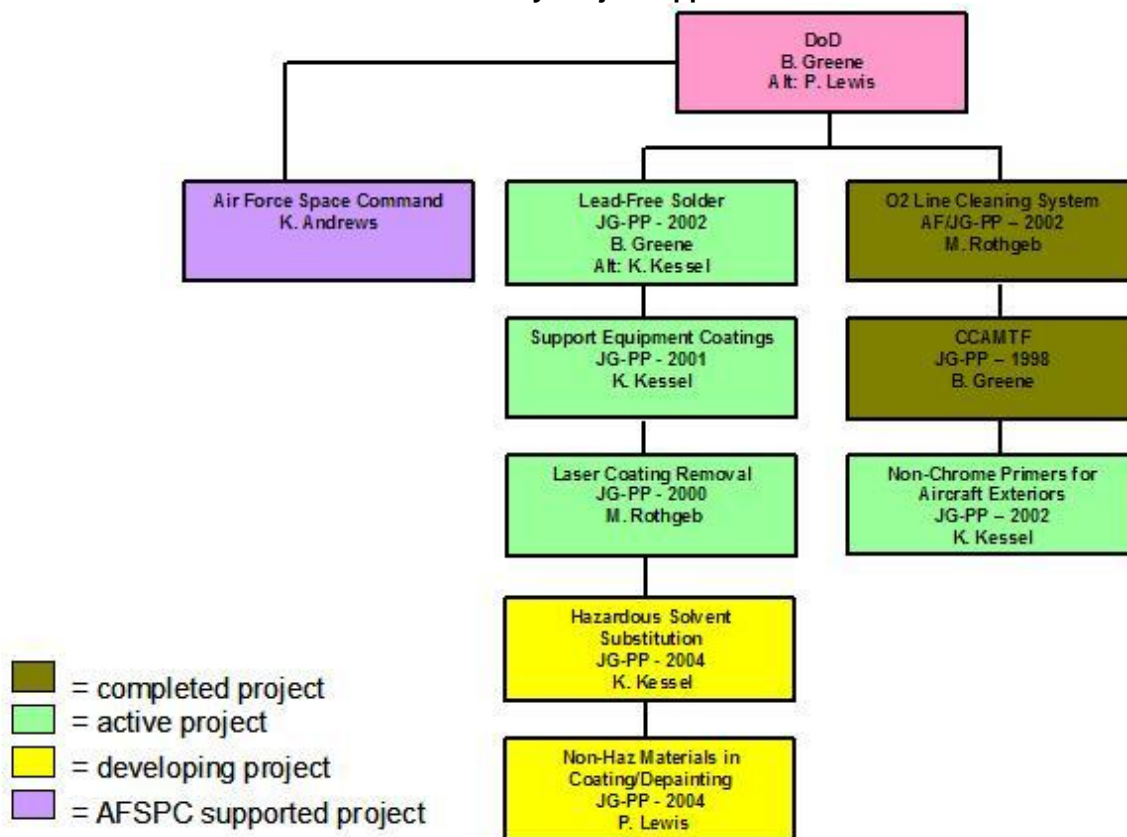 DoD
B. Greene
Alt: P. Lewis
Air Force Space Command
K. Andrews
Lead-Free Solder
JG-PP - 2002
B. Greene
Alt: K. Kessel
O2 Line Cleaning System
AF/JG-PP – 2002
M. Rothgeb
Support Equipment Coatings
JG-PP - 2001
K. Kessel
CCAMTF
JG-PP – 1998
B. Greene
Laser Coating Removal
JG-PP - 2000
M. Rothgeb
Non-Chrome Primers for
Aircraft Exteriors
JG-PP – 2002
K. Kessel
Hazardous Solvent
Substitution
JG-PP - 2004
K. Kessel
Non-Haz Materials in
Coating/Depainting
JG-PP - 2004
P. Lewis
= completed project
= active project
= developing project
= AFSPC supported project